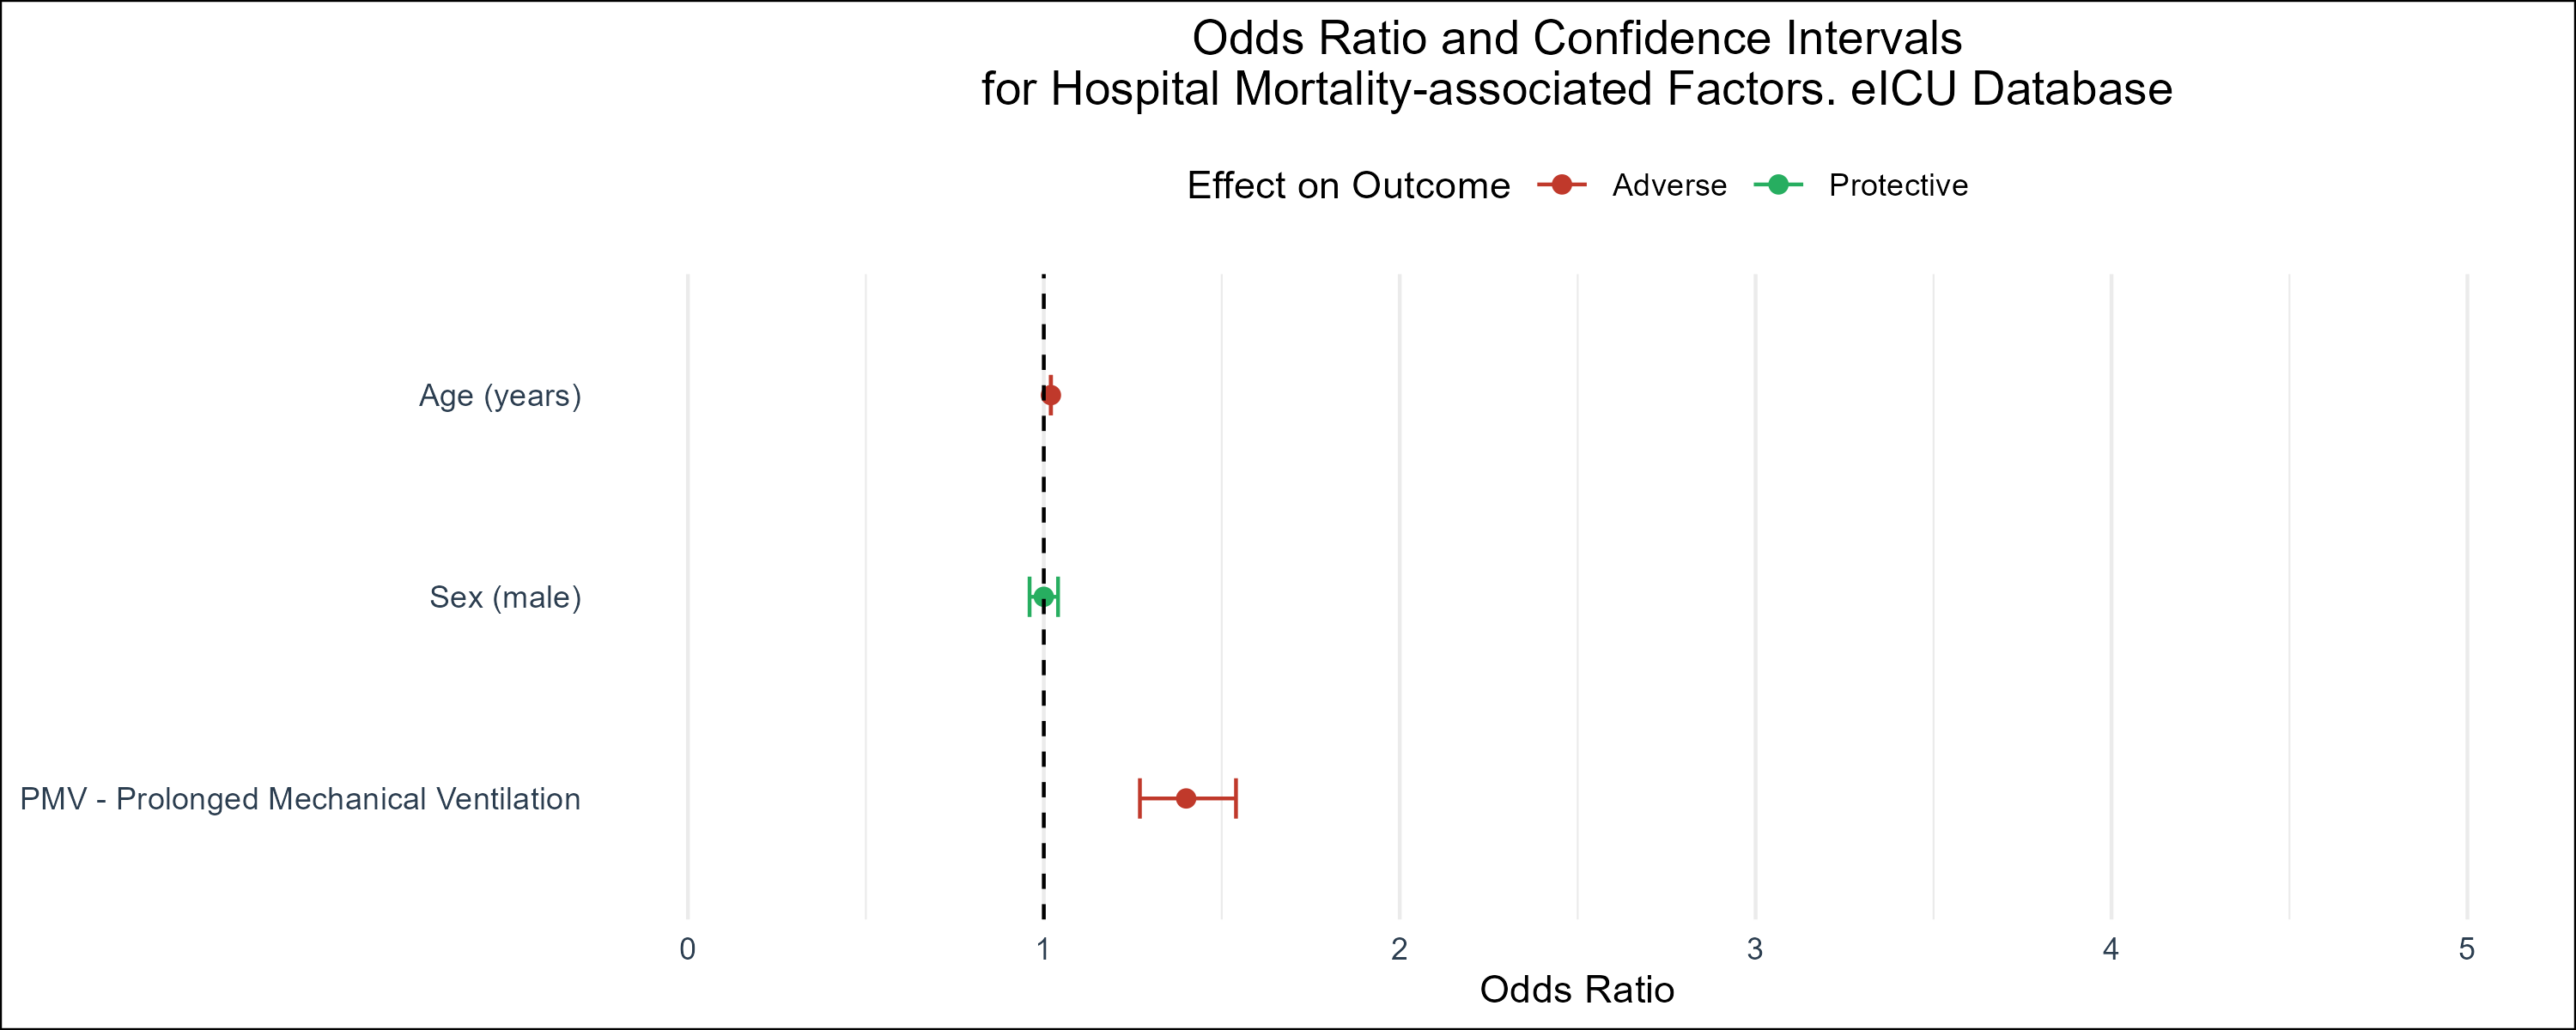 Odds Ratio and Confidence Intervals
for Hospital Mortality-associated Factors. eICU Database
Effect on Outcome Adverse Protective
Age (years)
Sex (male)
PMV - Prolonged Mechanical Ventilation
0 1 2 3 4 5
Odds Ratio